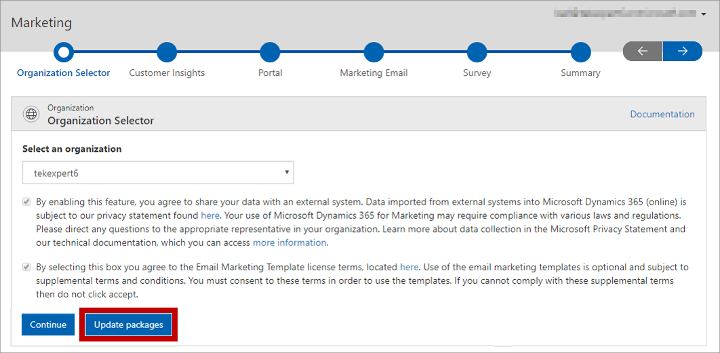 Marketing
Organization Selector
Customer Insights
Portal
Marketing Email
Survey
Summary
Organization
Organization Selector
Documentation
Select an organization
tekexpert6
By enabling this feature, you agree to share your data with an external system. Data imported from external systems into Microsoft Dynamics 365 (online) is
subject to our privacy statement found here. Your use of Microsoft Dynamics 365 for Marketing may require compliance with various laws and regulations.
Please direct any questions to the appropriate representative in your organization. Learn more about data collection in the Microsoft Privacy Statement and
our technical documentation, which you can access more information.
By selecting this box you agree to the Email Marketing Template license terms, located here. Use of the email marketing templates is optional and subject to
supplemental terms and conditions. You must consent to these terms in order to use the templates. If you cannot comply with these supplemental terms
then do not click accept.
Continue
Update packages